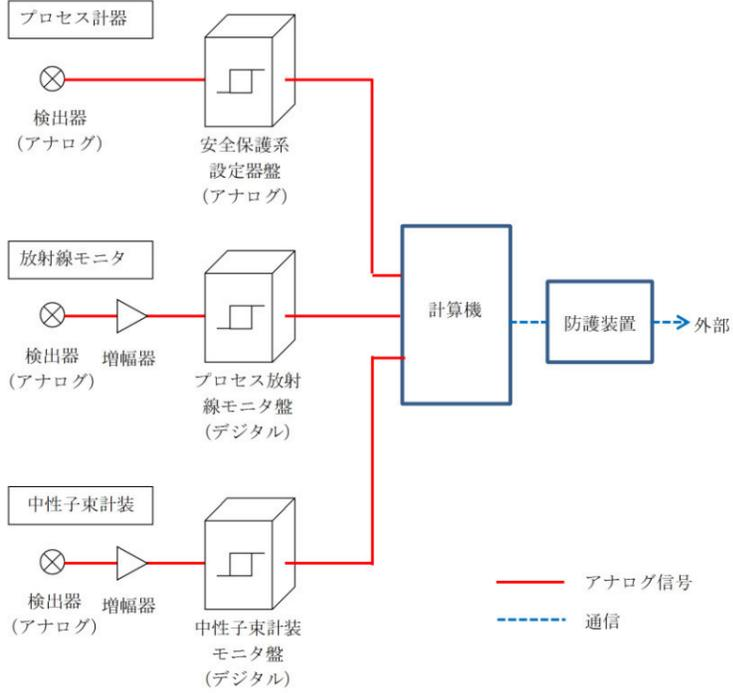 プロセス計器
検出器
(アナログ)
安全保護系
設定器盤
(アナログ)
放射線モニタ
検出器
(アナログ)
増幅器
プロセス放射
線モニタ盤
(デジタル)
中性子束計装
検出器
(アナログ)
増幅器
中性子束計装
モニタ盤
(デジタル)
計算機
防護装置
外部
アナログ信号
通信